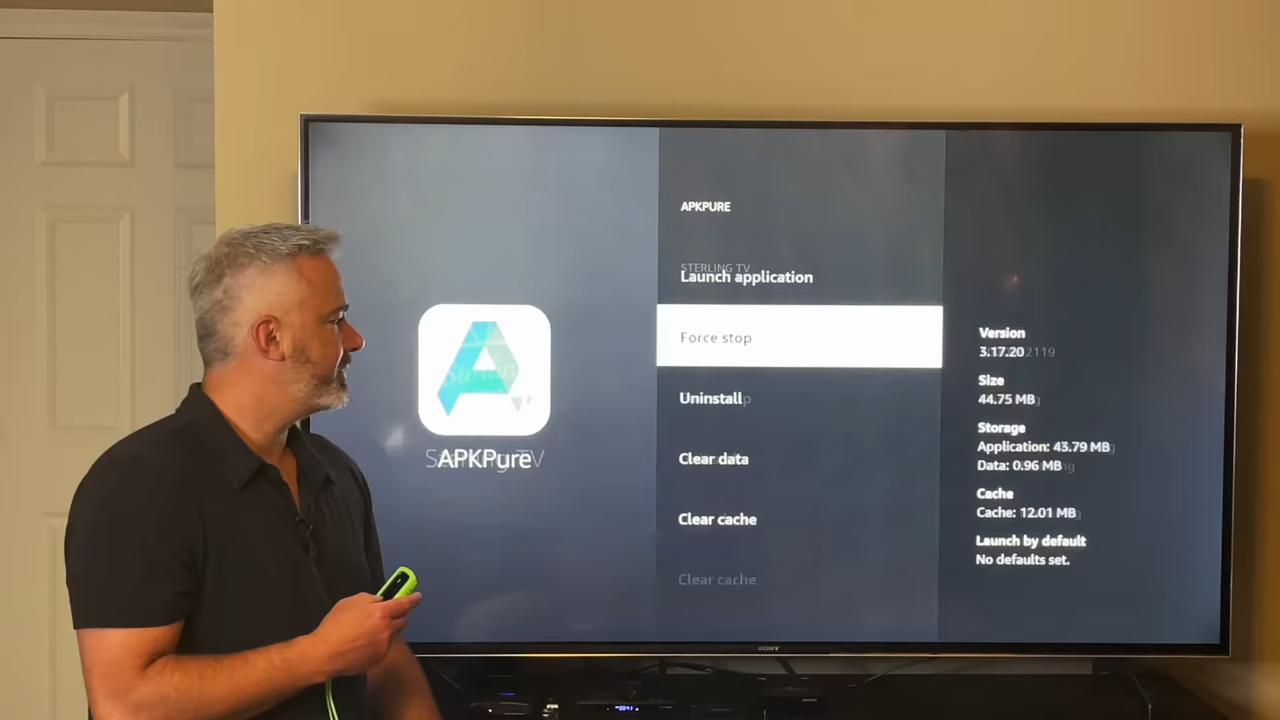 APKPURE
STERLING TV
Launch application
Force stop
Uninstall
Clear data
Clear cache
Clear cache
APKPure
Version
3.17.20
Size
44.75 MB
Storage
Application: 43.79 MB
Data: 0.96 MB
Cache
Cache: 12.01 MB
Launch by default
No defaults set.
SONY